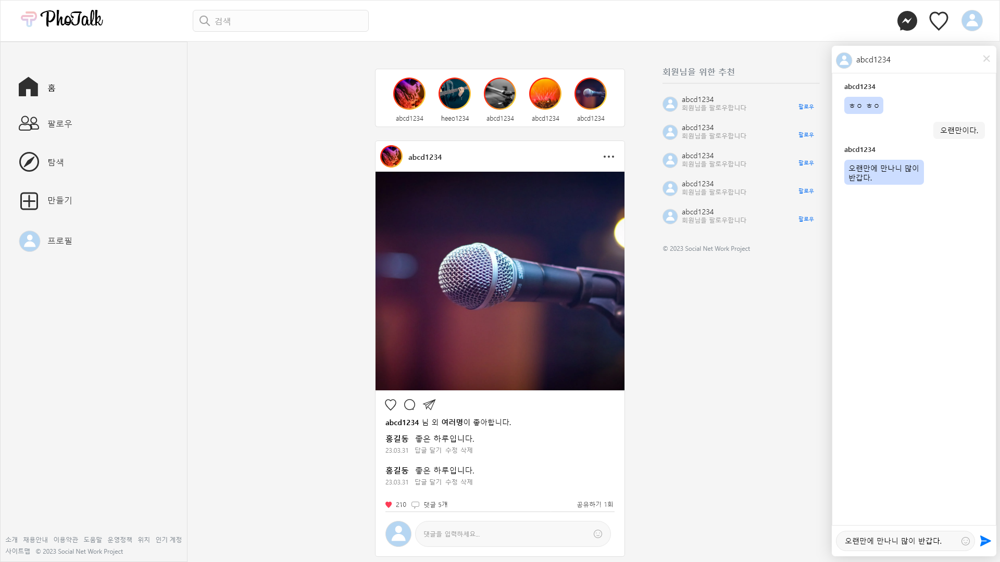 PhoTalk
검색
홈
팔로우
탐색
만들기
프로필
소개 채용안내 이용약관 도움말 운영정책 위치 인기 계정
사이트맵 © 2023 Social Net Work Project
abcd1234 heeo1234 abcd1234 abcd1234 abcd1234
abcd1234
abcd1234 님 외 여러명이 좋아합니다.
홍길동 좋은 하루입니다.
23.03.31 답글 달기 수정 삭제
홍길동 좋은 하루입니다.
23.03.31 답글 달기 수정 삭제
210 댓글 5개 공유하기 1회
댓글을 입력하세요...
회원님을 위한 추천
abcd1234
회원님을 팔로우합니다 팔로우
abcd1234
회원님을 팔로우합니다 팔로우
abcd1234
회원님을 팔로우합니다 팔로우
abcd1234
회원님을 팔로우합니다 팔로우
abcd1234
회원님을 팔로우합니다 팔로우
© 2023 Social Net Work Project
abcd1234
abcd1234
ㅎㅇ ㅎㅇ
오랜만이다.
abcd1234
오랜만에 만나니 많이
반갑다.
오랜만에 만나니 많이 반갑다.